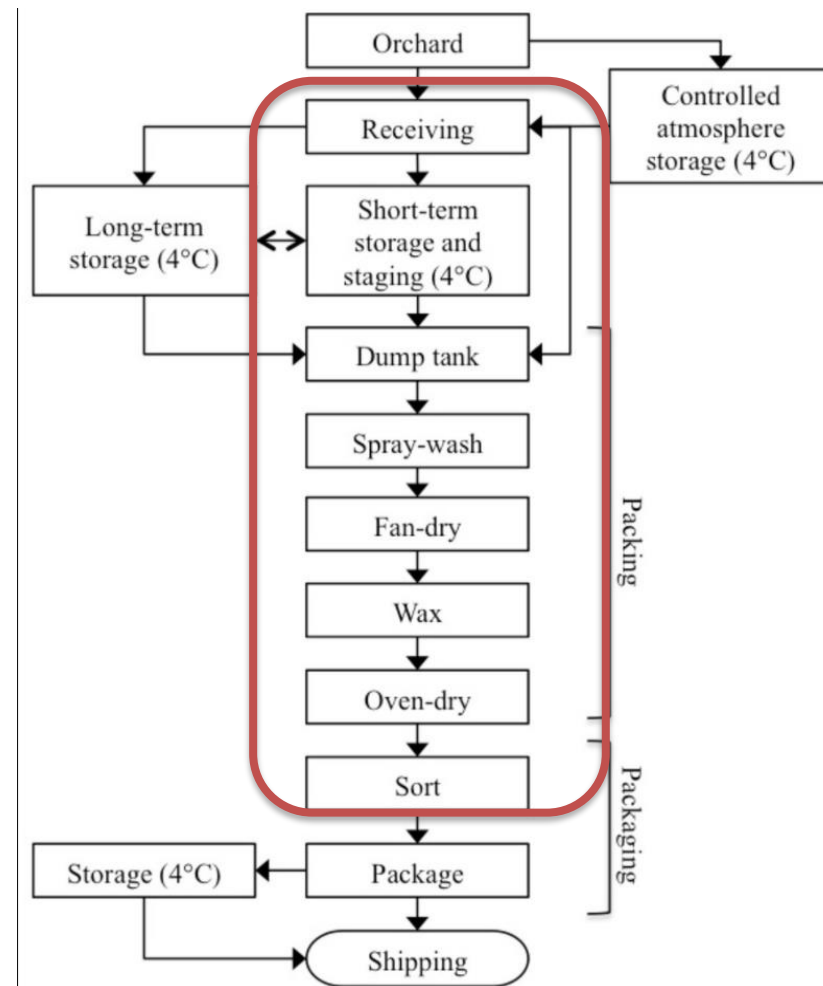 Orchard
Controlled
atmosphere
storage (4°C)
Receiving
Long-term
storage (4°C)
Short-term
storage and
staging (4°C)
Dump tank
Spray-wash
Fan-dry
Wax
Oven-dry
Packing
Sort
Packaging
Storage (4°C)
Package
Shipping